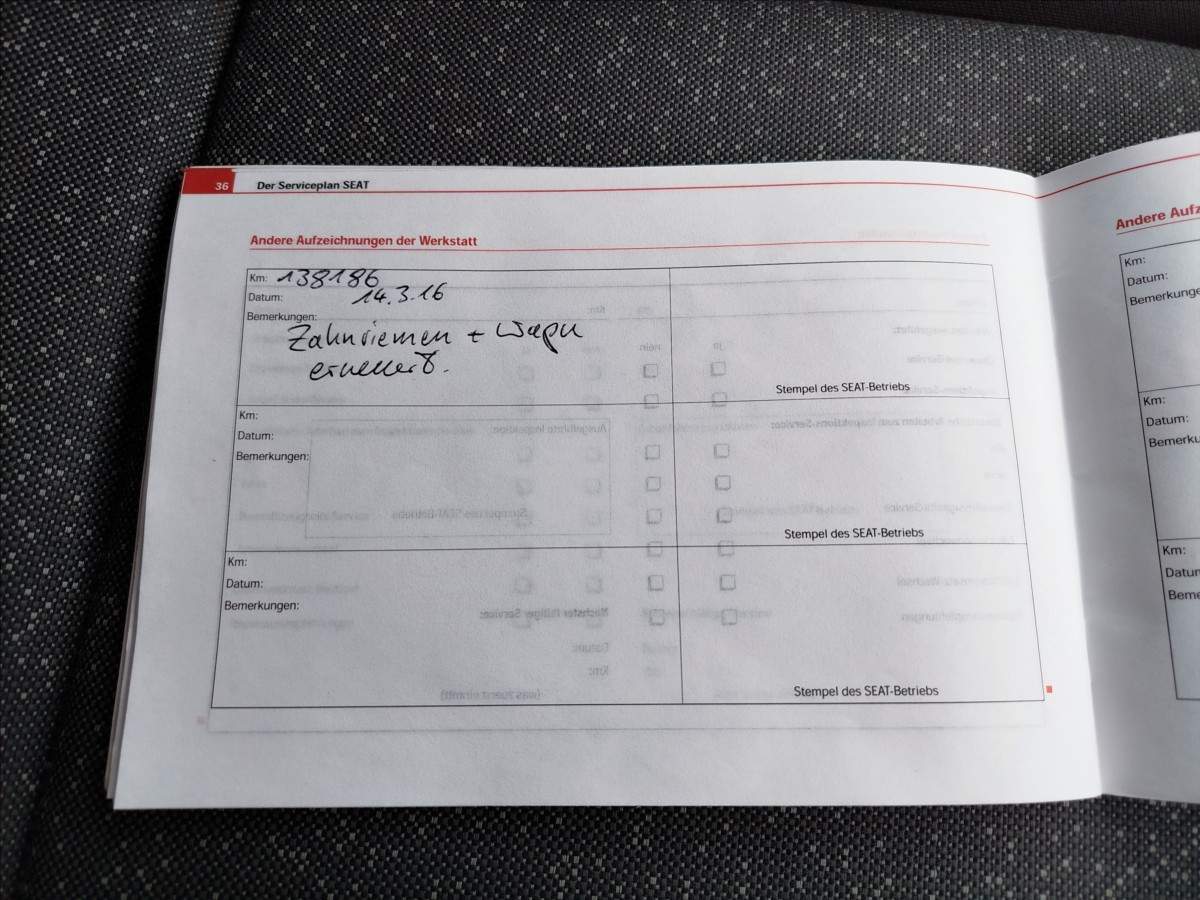 36 Der Serviceplan SEAT
Andere Aufzeichnungen der Werkstatt
Km: 138186
Datum: 14.3.16
Bemerkungen:
Zahnriemen + Wapu
erneuert.
Stempel des SEAT-Betriebs
Km:
Datum:
Bemerkungen:
Stempel des SEAT-Betriebs
Km:
Datum:
Bemerkungen:
Stempel des SEAT-Betriebs
Andere Aufz
Km:
Datum:
Bemerkunge
Km:
Datum:
Bemerku
Km:
Datum
Beme